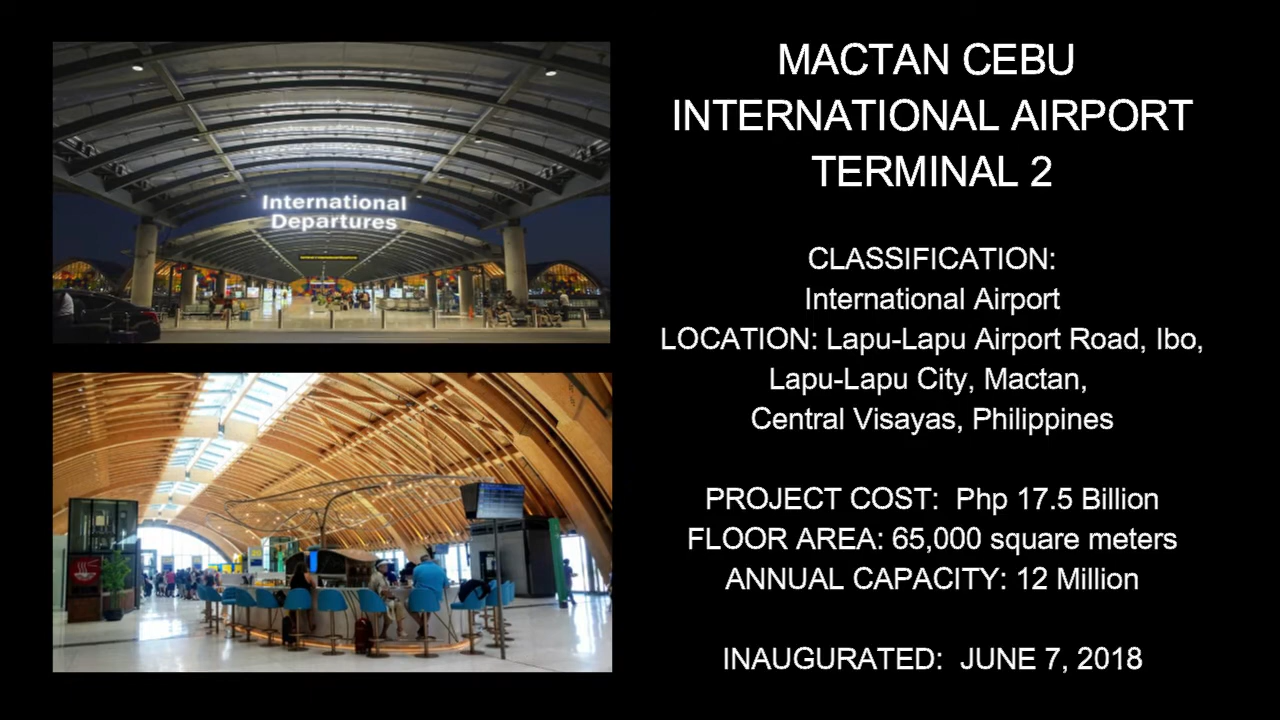 International
Departures
MACTAN CEBU
INTERNATIONAL AIRPORT
TERMINAL 2
CLASSIFICATION:
International Airport
LOCATION: Lapu-Lapu Airport Road, Ibo,
Lapu-Lapu City, Mactan,
Central Visayas, Philippines
PROJECT COST:  Php 17.5 Billion
FLOOR AREA: 65,000 square meters
ANNUAL CAPACITY: 12 Million
INAUGURATED:  JUNE 7, 2018